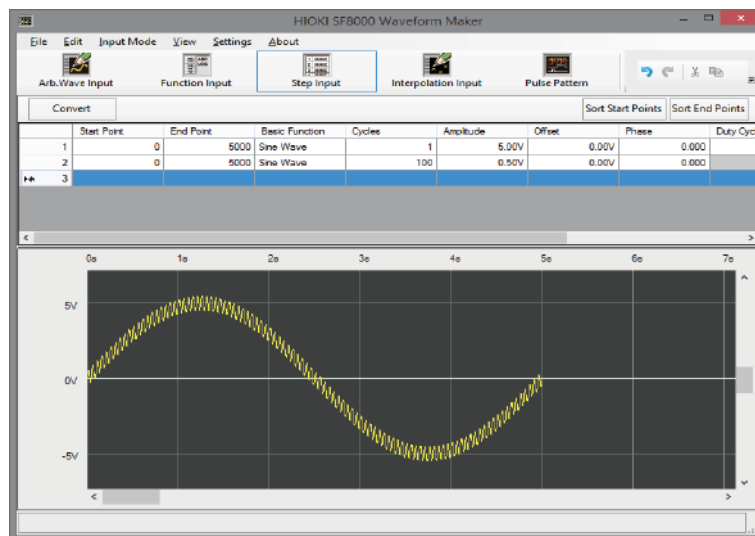 HIOKI SF8000 Waveform Maker
File Edit Input Mode View Settings About
Arb.Wave Input Function Input Step Input Interpolation Input Pulse Pattern
Convert Sort Start Points Sort End Points
Start Point End Point Basic Function Cycles Amplitude Offset Phase Duty Cyc
1 0 5000 Sine Wave 1 5.00V 0.00V 0.000
2 0 5000 Sine Wave 100 0.50V 0.00V 0.000
3
0s 1s 2s 3s 4s 5s 6s 7s
5V
0V
-5V